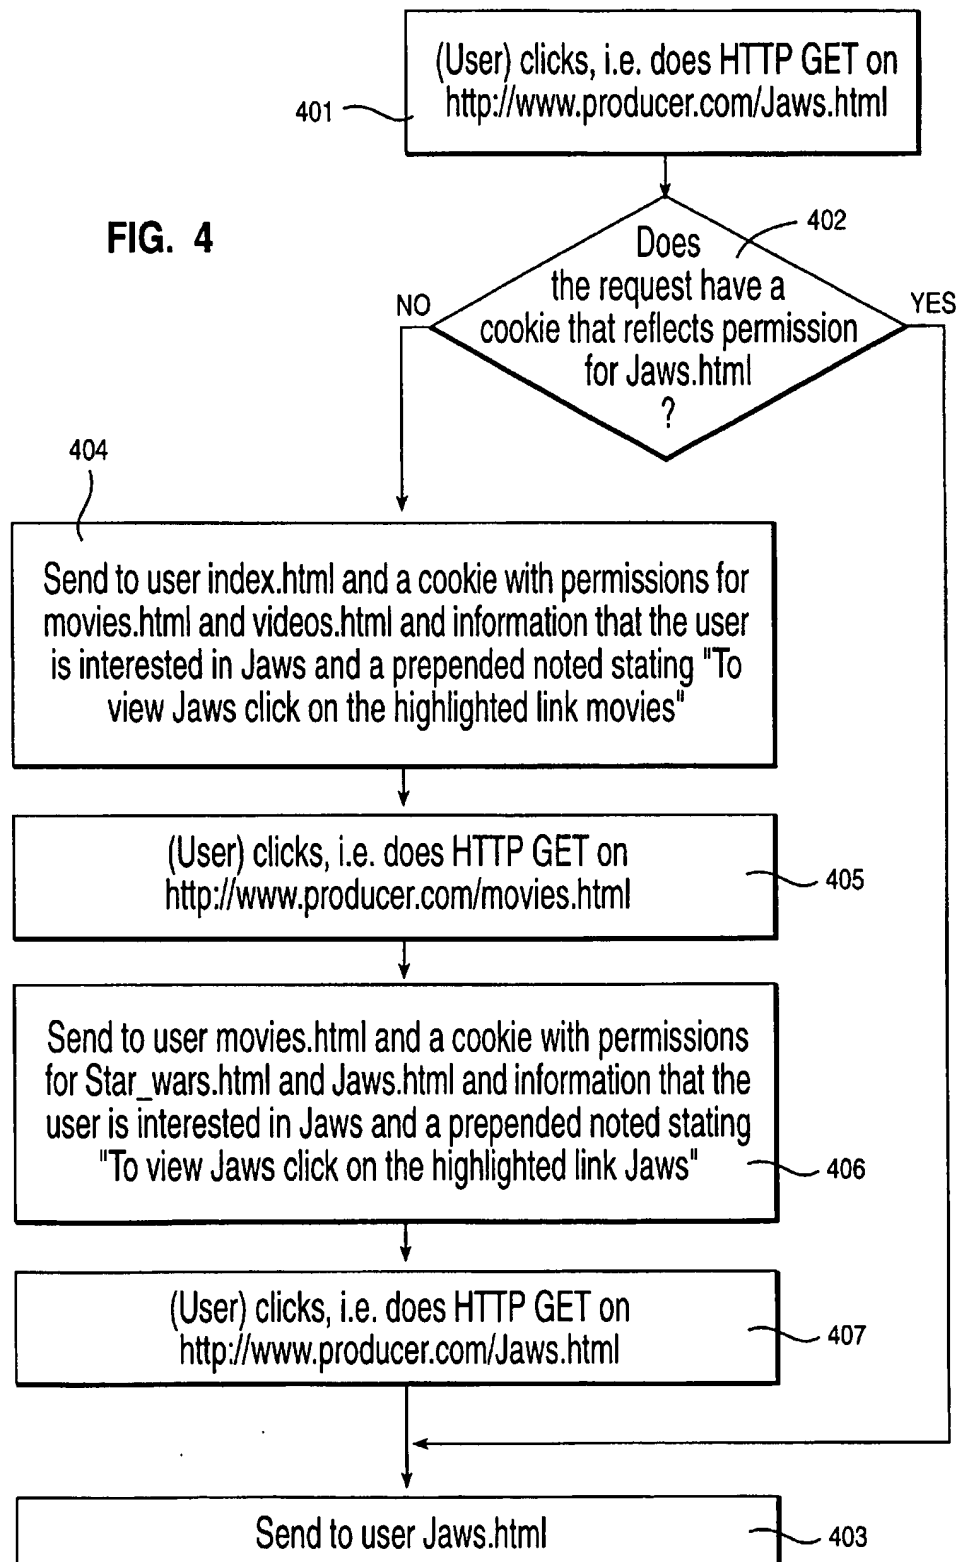 (User) clicks, i.e. does HTTP GET on
http://www.producer.com/Jaws.html
401
FIG. 4
402
Does
the request have a
cookie that reflects permission
for Jaws.html
?
NO
YES
404
Send to user index.html and a cookie with permissions for
movies.html and videos.html and information that the user
is interested in Jaws and a prepended noted stating "To
view Jaws click on the highlighted link movies"
(User) clicks, i.e. does HTTP GET on
http://www.producer.com/movies.html
405
Send to user movies.html and a cookie with permissions
for Star_wars.html and Jaws.html and information that the
user is interested in Jaws and a prepended noted stating
"To view Jaws click on the highlighted link Jaws"
406
(User) clicks, i.e. does HTTP GET on
http://www.producer.com/Jaws.html
407
Send to user Jaws.html
403